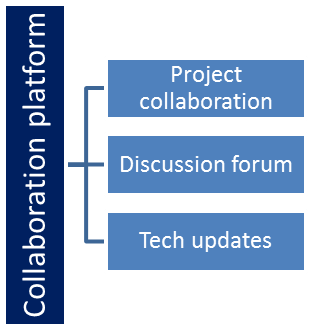 Collaboration platform
Project
collaboration
Discussion forum
Tech updates